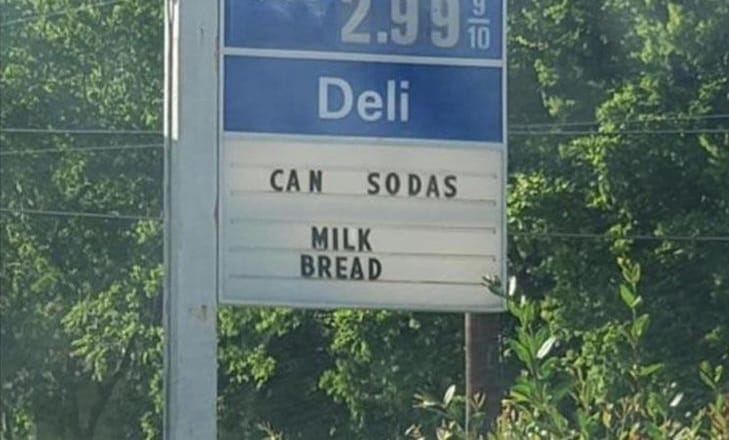 2.99 9/10
Deli
CAN SODAS
MILK
BREAD